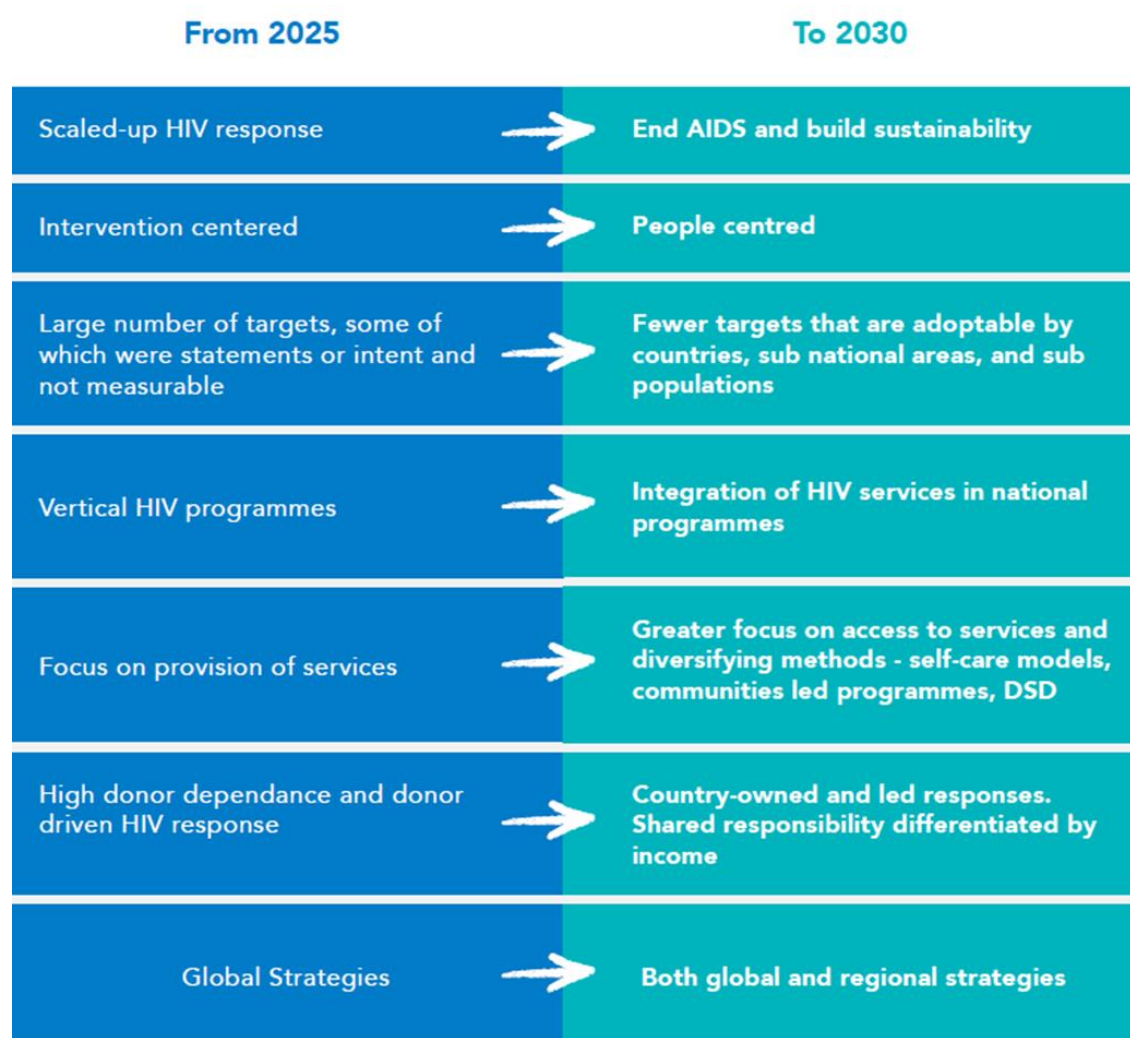 From 2025
To 2030
Scaled-up HIV response
End AIDS and build sustainability
Intervention centered
People centred
Large number of targets, some of
which were statements or intent and
not measurable
Fewer targets that are adoptable by
countries, sub national areas, and sub
populations
Vertical HIV programmes
Integration of HIV services in national
programmes
Focus on provision of services
Greater focus on access to services and
diversifying methods - self-care models,
communities led programmes, DSD
High donor dependance and donor
driven HIV response
Country-owned and led responses.
Shared responsibility differentiated by
income
Global Strategies
Both global and regional strategies